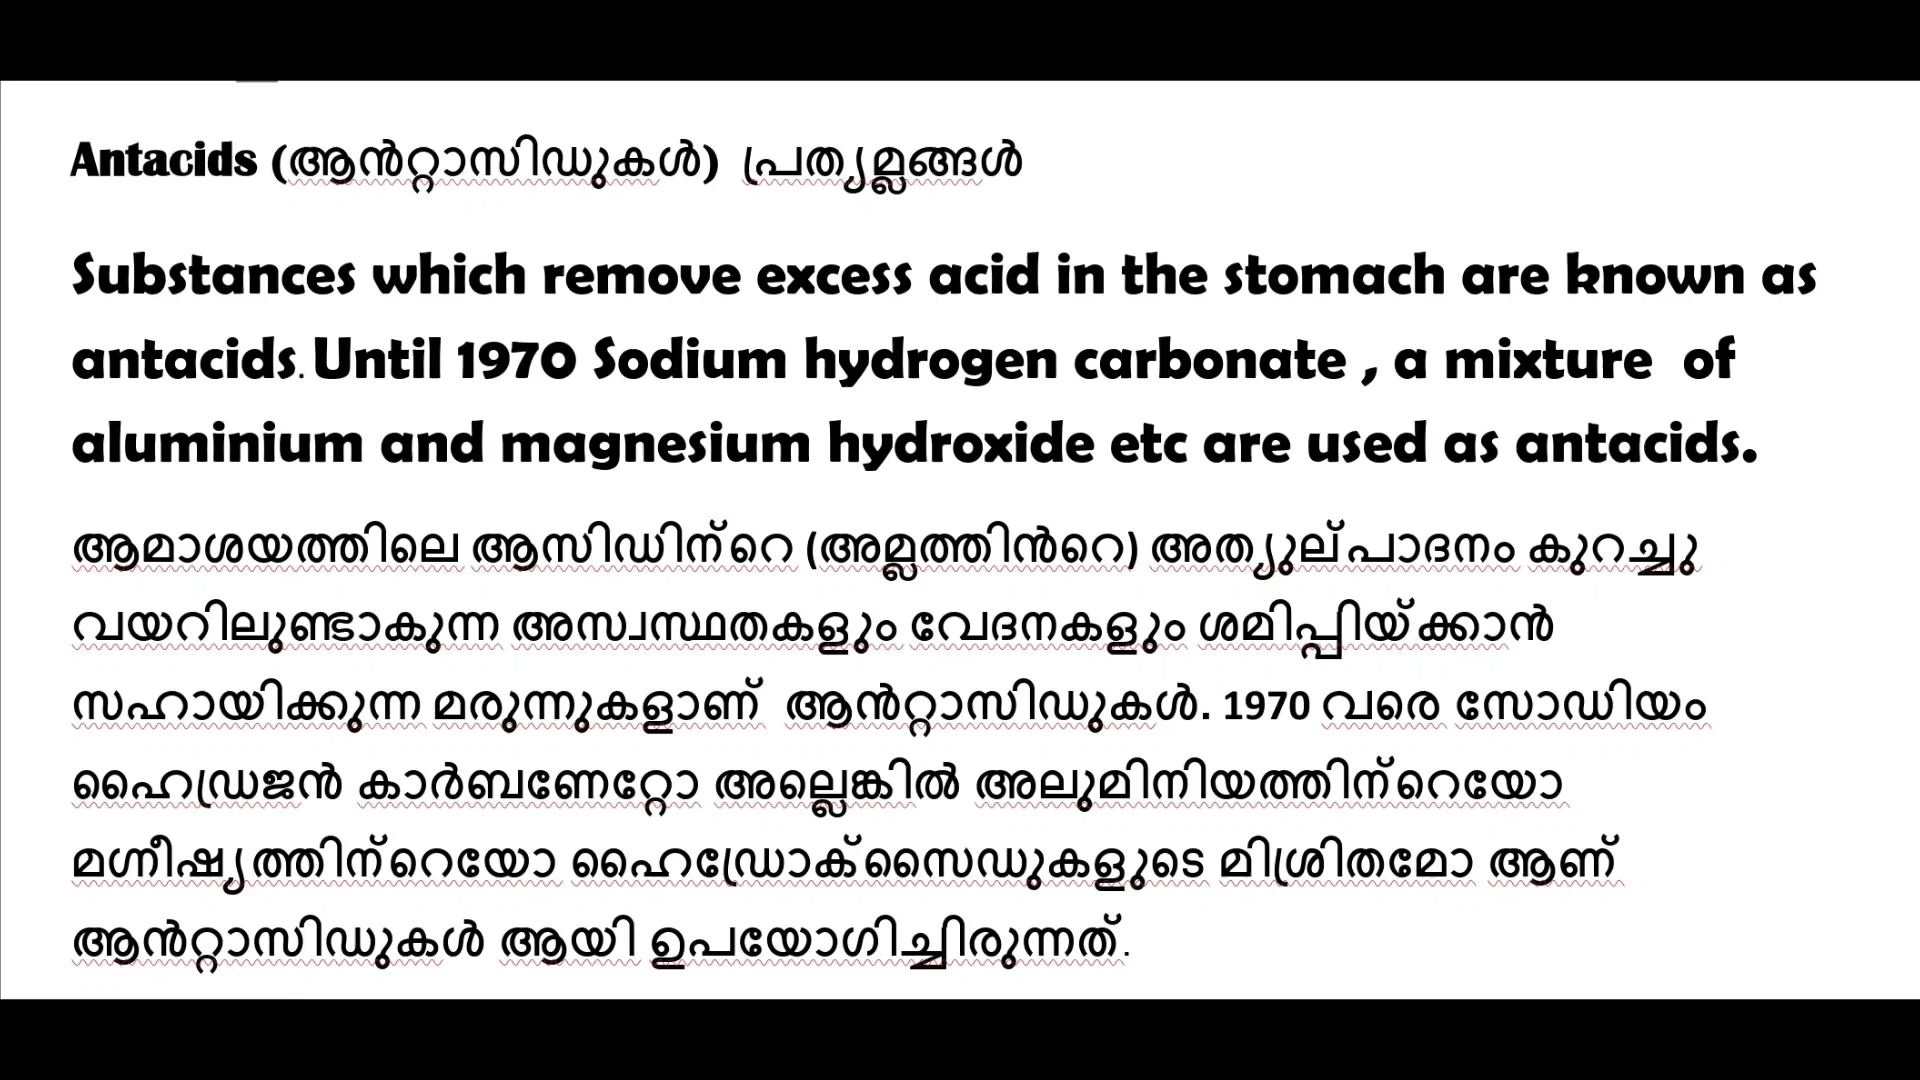 Antacids (ആൻറ്റാസിഡുകൾ) പ്രത്യമ്ലങ്ങൾ
Substances which remove excess acid in the stomach are known as
antacids. Until 1970 Sodium hydrogen carbonate , a mixture of
aluminium and magnesium hydroxide etc are used as antacids.
ആമാശയത്തിലെ ആസിഡിന്റെ (അമ്ലത്തിൻറെ) അത്യുല്പാദനം കുറച്ചു
വയറിലുണ്ടാകുന്ന അസ്വസ്ഥതകളും വേദനകളും ശമിപ്പിയ്ക്കാൻ
സഹായിക്കുന്ന മരുന്നുകളാണ് ആൻറ്റാസിഡുകൾ. 1970 വരെ സോഡിയം
ഹൈഡ്രജൻ കാർബണേറ്റോ അല്ലെങ്കിൽ അലുമിനിയത്തിന്റെയോ
മഗ്നീഷ്യത്തിന്റെയോ ഹൈഡ്രോക്സൈഡുകളുടെ മിശ്രിതമോ ആണ്
ആൻറ്റാസിഡുകൾ ആയി ഉപയോഗിച്ചിരുന്നത്.